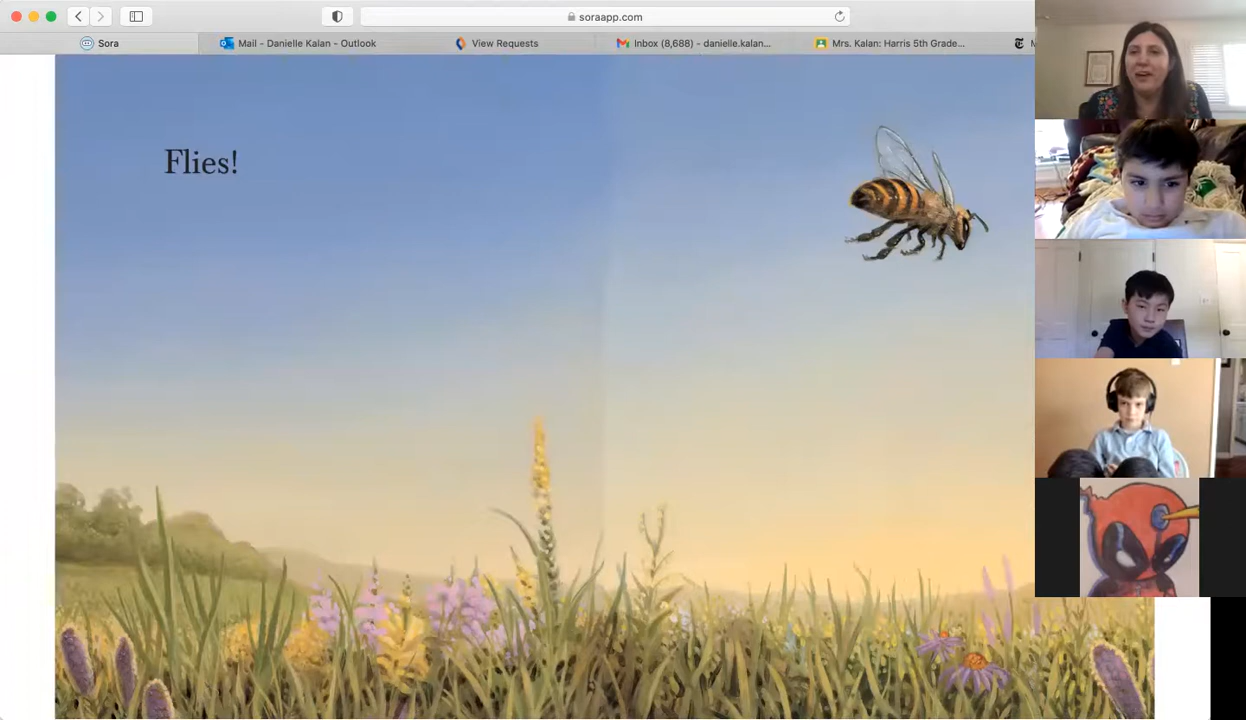 soraapp.com
Sora
Mail - Danielle Kalan - Outlook
View Requests
Inbox (8,688) - danielle.kalan...
Mrs. Kalan: Harris 5th Grade...
Flies!